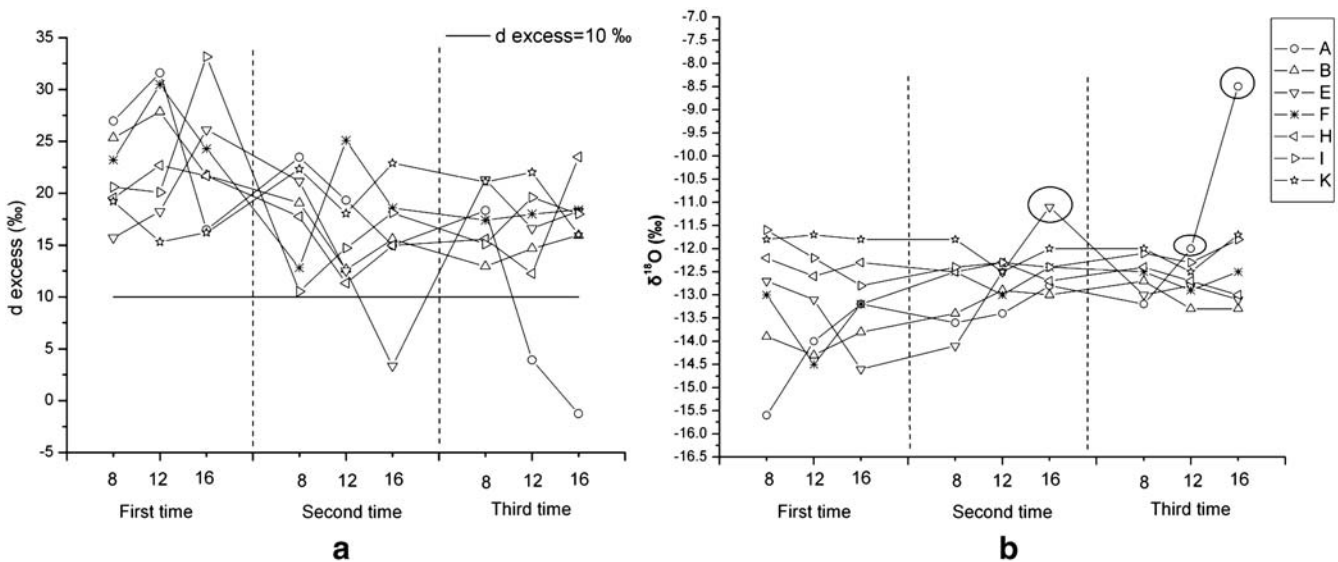 d excess=10 ‰
35
30
25
20
15
10
5
0
-5
d excess (‰)
8 12 16 8 12 16 8 12 16
First time Second time Third time
a
-7.0
-7.5
-8.0
-8.5
-9.0
-9.5
-10.0
-10.5
-11.0
-11.5
-12.0
-12.5
-13.0
-13.5
-14.0
-14.5
-15.0
-15.5
-16.0
-16.5
δ¹⁸O (‰)
8 12 16 8 12 16 8 12 16
First time Second time Third time
b
A
B
E
F
H
I
K